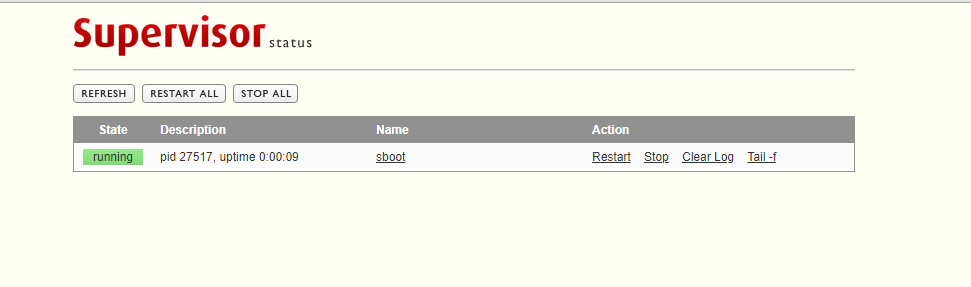 Supervisor status
REFRESH RESTART ALL STOP ALL
State Description Name Action
running pid 27517, uptime 0:00:09 sboot Restart Stop Clear Log Tail -f